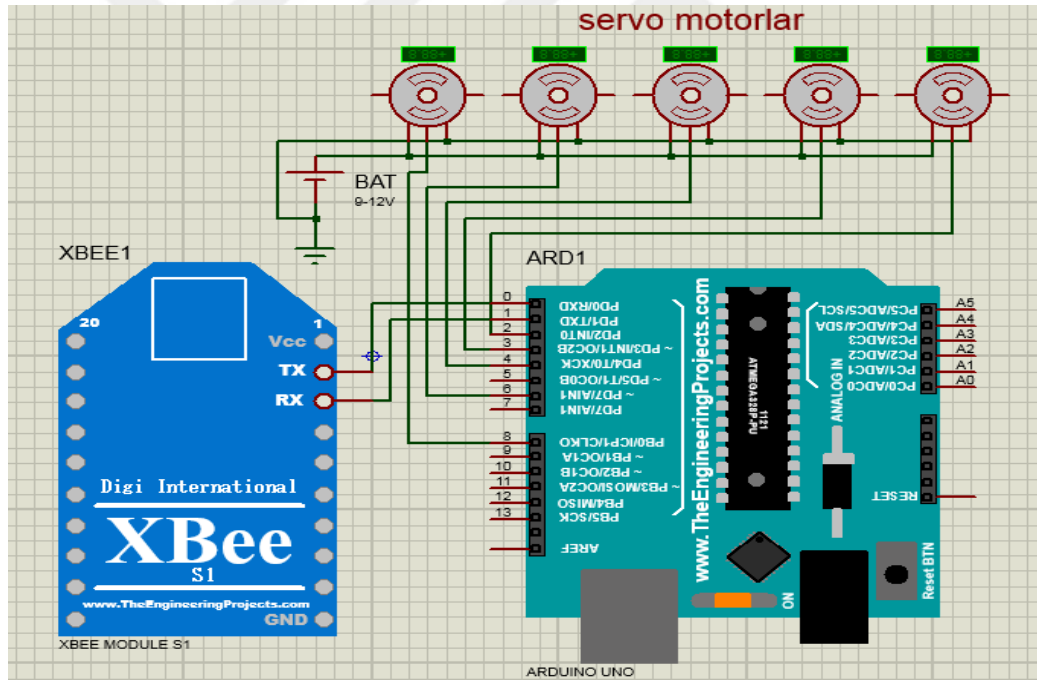 servo motorlar
BAT
9-12V
XBEE1
20
1
Vcc
TX
RX
Digi International
XBee
S1
www.TheEngineeringProjects.com
GND
XBEE MODULE S1
ARD1
0
1
2
3
4
5
6
7
8
9
10
11
12
13
PD0/RXD
PD1/TXD
PD2/INT0
~ PD3/INT1/OC2B
PD4/T0/XCK
~ PD5/T1/OC0B
~ PD7/AIN1
PD7/AIN1
PB0/ICP1/CLKO
~ PB1/OC1A
~ PB2/OC1B
~ PB3/MOSI/OC2A
PB4/MISO
PB5/SCK
AREF
www.TheEngineeringProjects.com
ATMEGA328P-PU
1121
PC5/ADC5/SCL
PC4/ADC4/SDA
PC3/ADC3
PC2/ADC2
PC1/ADC1
PC0/ADC0
A5
A4
A3
A2
A1
A0
ANALOG IN
RESET
Reset BTN
ON
ARDUINO UNO